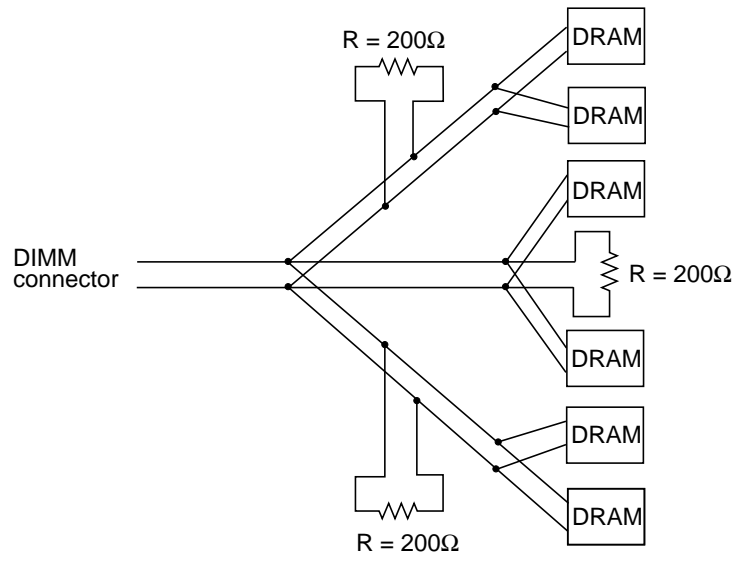 DRAM
R = 200Ω
DRAM
DRAM
DIMM
connector
R = 200Ω
DRAM
DRAM
DRAM
R = 200Ω